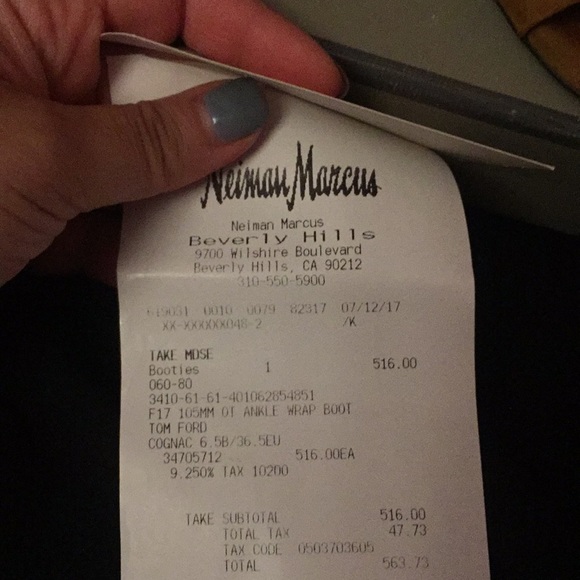 Neiman Marcus
Neiman Marcus
Beverly Hills
9700 Wilshire Boulevard
Beverly Hills, CA 90212
310-550-5900
0010 0079 82317 07/12/17
XX-XXXXXX048-2 /K
TAKE MDSE
Booties 1 516.00
060-80
3410-61-61-401062854851
F17 105MM OT ANKLE WRAP BOOT
TOM FORD
COGNAC 6.5B/36.5EU
34705712 516.00EA
9.250% TAX 10200
TAKE SUBTOTAL 516.00
TOTAL TAX 47.73
TAX CODE 0503703605
TOTAL 563.73